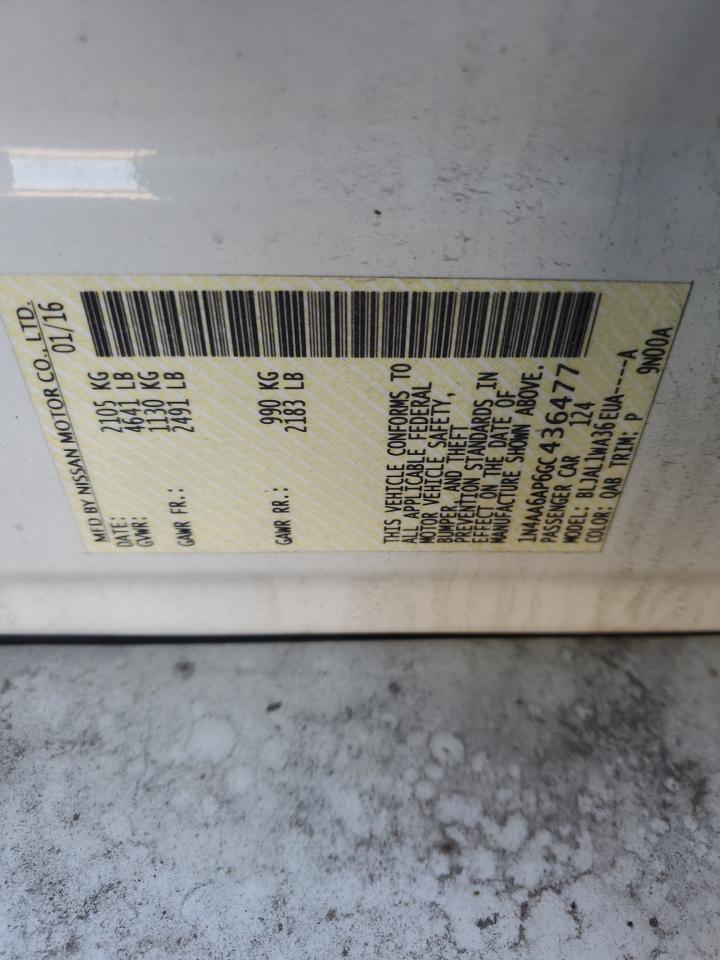 MFD BY NISSAN MOTOR CO., LTD.
DATE: 01/16
GVWR: 2105 KG
4641 LB
GAWR FR.: 1130 KG
2491 LB
GAWR RR.: 990 KG
2183 LB
THIS VEHICLE CONFORMS TO
ALL APPLICABLE FEDERAL
MOTOR VEHICLE SAFETY,
BUMPER, AND THEFT
PREVENTION STANDARDS IN
EFFECT ON THE DATE OF
MANUFACTURE SHOWN ABOVE.
1N4AA6AP6GC436477
PASSENGER CAR 124
MODEL: BLJAL1WA36EUA-----A
COLOR: QAB TRIM: P 9N00A